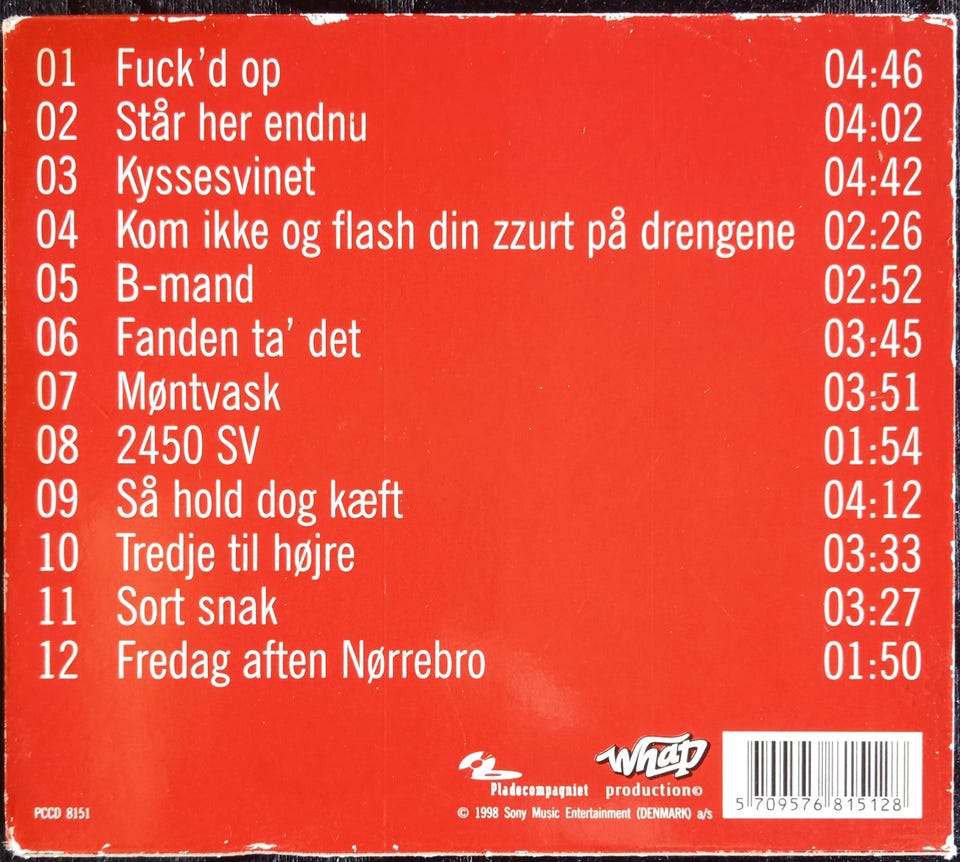 01 Fuck'd op 04:46
02 Står her endnu 04:02
03 Kyssesvinet 04:42
04 Kom ikke og flash din zzurt på drengene 02:26
05 B-mand 02:52
06 Fanden ta' det 03:45
07 Møntvask 03:51
08 2450 SV 01:54
09 Så hold dog kæft 04:12
10 Tredje til højre 03:33
11 Sort snak 03:27
12 Fredag aften Nørrebro 01:50
Whap
Pladecompagniet production©
5 709576 815128
PCCD 8151
© 1998 Sony Music Entertainment (DENMARK) a/s